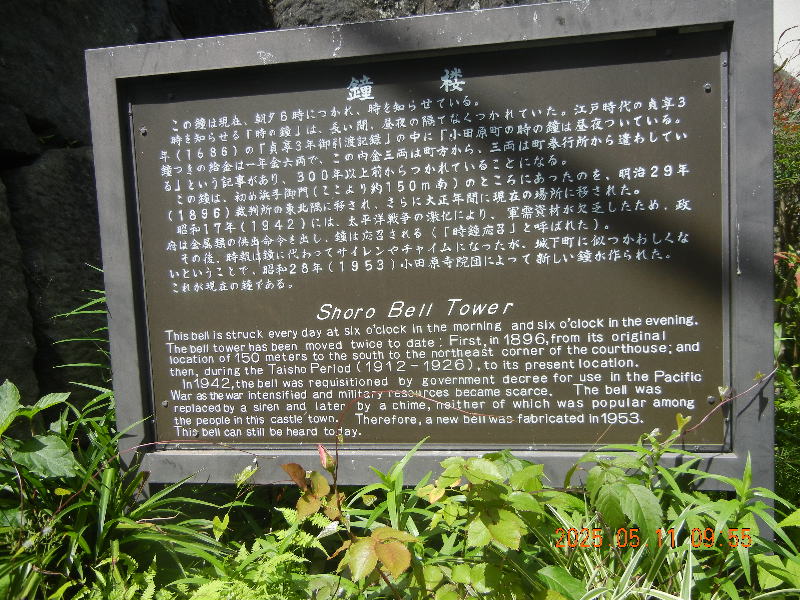 鐘 楼
この鐘は現在、朝夕6時につかれ、時を知らせている。
時を知らせる「時の鐘」は、長い間、昼夜の隔てなくつかれていた。江戸時代の貞享3
年(1686)の「貞享3年御引渡記録」の中に「小田原町の時の鐘は昼夜ついている。
鐘つきの給金は一年金六両で、この内金三両は町方から、三両は町奉行所から遣わしてい
る」という記事があり、300年以上前からつかれていることになる。
この鐘は、初め浜手御門(ここより約150m南)のところにあったのを、明治29年
(1896)裁判所の東北隅に移され、さらに大正年間に現在の場所に移された。
昭和17年(1942)には、太平洋戦争の激化により、軍需資材が欠乏したため、政
府は金属類の供出命令を出し、鐘は応召される(「時鐘応召」と呼ばれた)。
その後、時報は鐘に代わってサイレンやチャイムになったが、城下町に似つかわしくな
いということで、昭和28年(1953)小田原寺院団によって新しい鐘が作られた。
これが現在の鐘である。
Shoro Bell Tower
This bell is struck every day at six o'clock in the morning and six o'clock in the evening.
The bell tower has been moved twice to date: First, in 1896, from its original
location of 150 meters to the south to the northeast corner of the courthouse; and
then, during the Taisho Period (1912-1926), to its present location.
In 1942, the bell was requisitioned by government decree for use in the Pacific
War as the war intensified and military resources became scarce. The bell was
replaced by a siren and later by a chime, neither of which was popular among
the people in this castle town. Therefore, a new bell was fabricated in 1953.
This bell can still be heard today.
2025 05 11 09 55